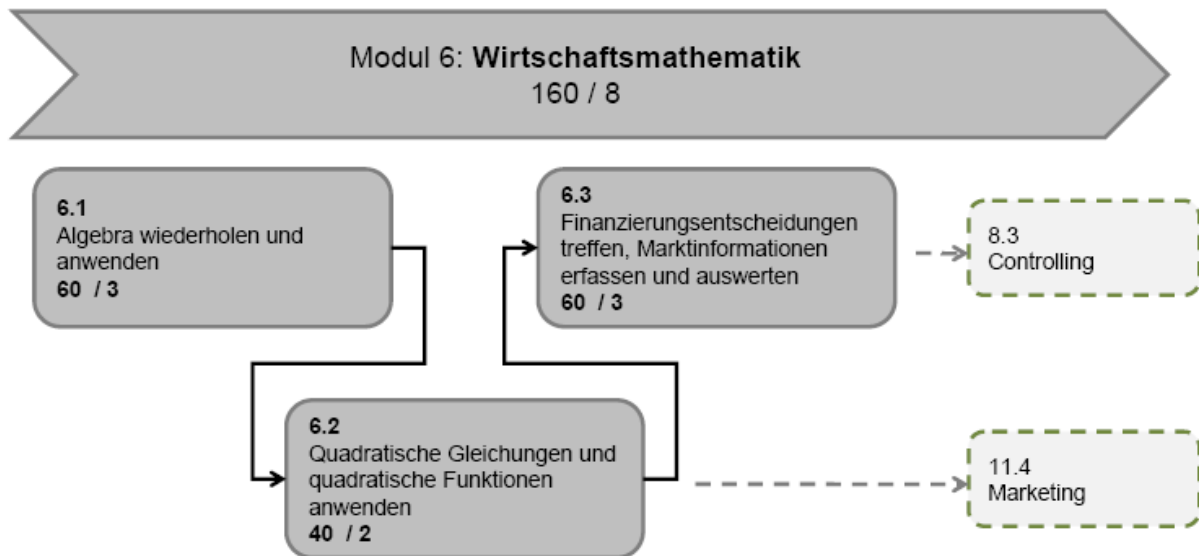 Modul 6: Wirtschaftsmathematik
160 / 8
6.1
Algebra wiederholen und
anwenden
60 / 3
6.3
Finanzierungsentscheidungen
treffen, Marktinformationen
erfassen und auswerten
60 / 3
8.3
Controlling
6.2
Quadratische Gleichungen und
quadratische Funktionen
anwenden
40 / 2
11.4
Marketing